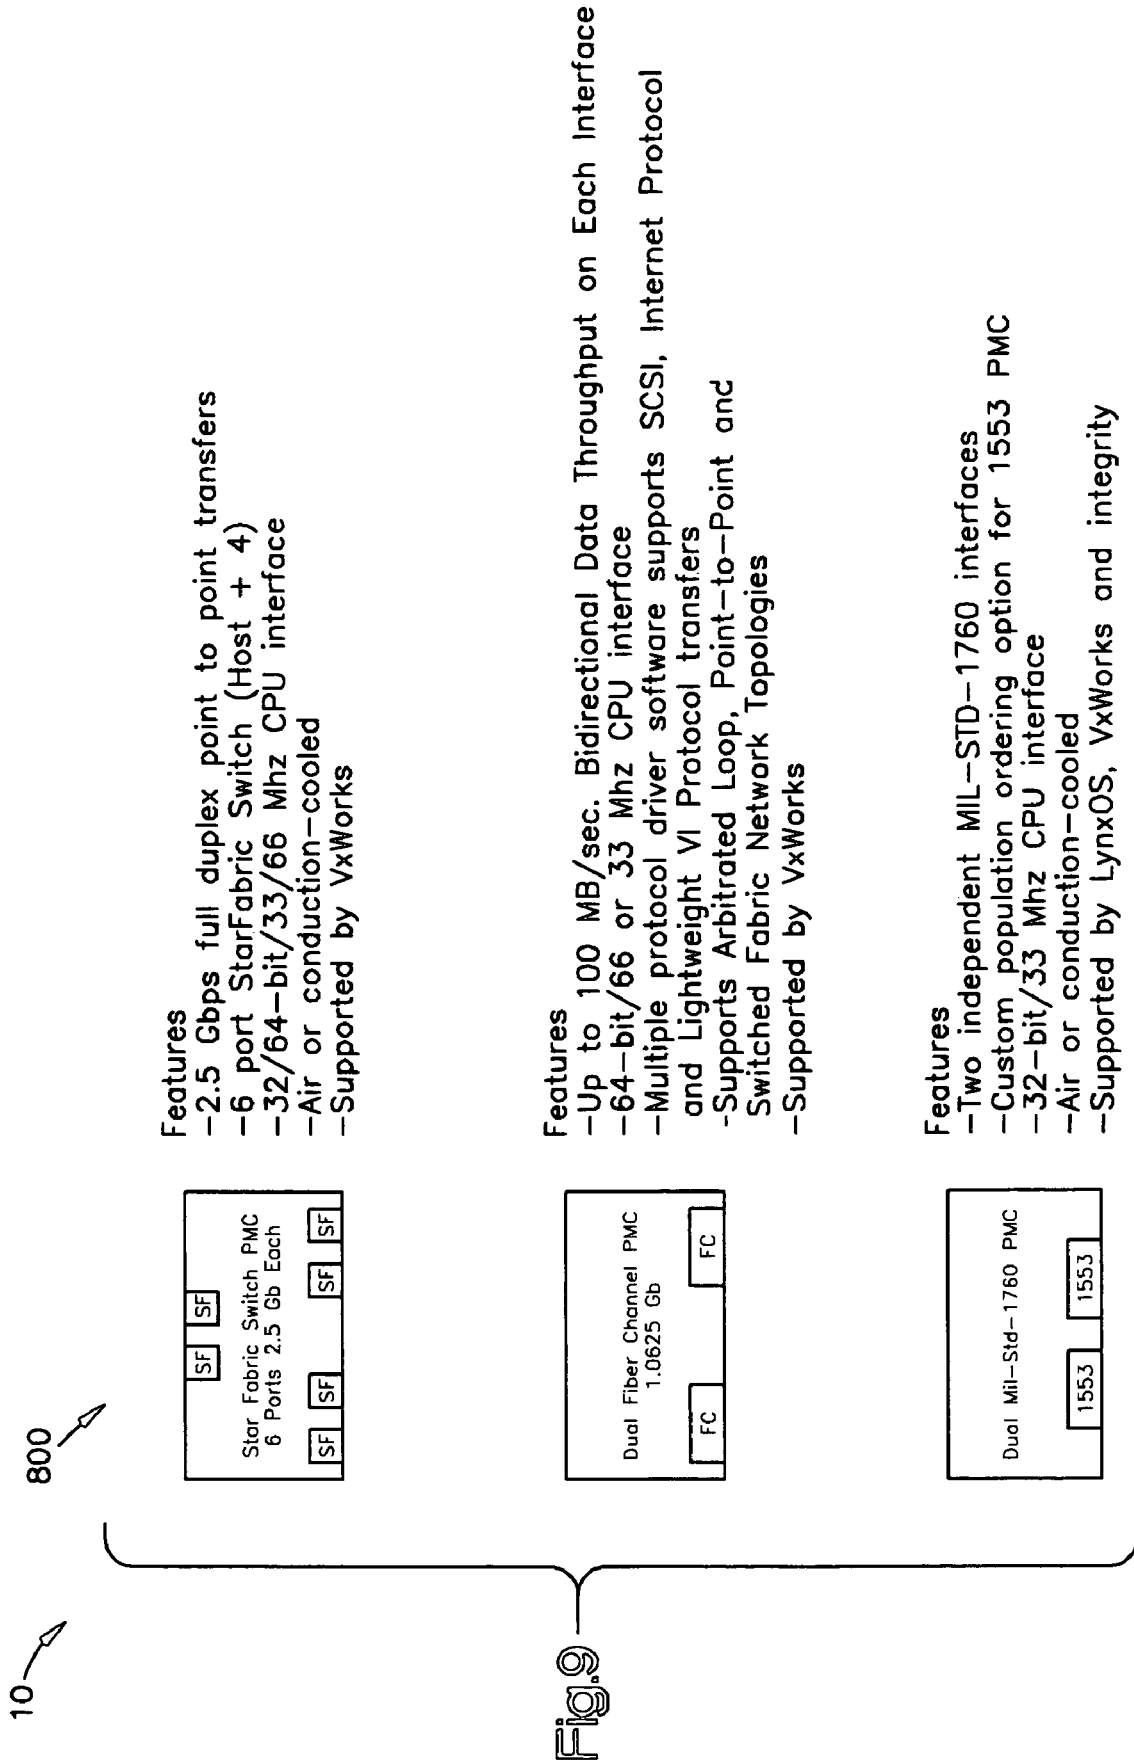 10
800
SF
SF
Star Fabric Switch PMC
6 Ports 2.5 Gb Each
SF
SF
SF
SF
Features
-2.5 Gbps full duplex point to point transfers
-6 port StarFabric Switch (Host + 4)
-32/64-bit/33/66 Mhz CPU interface
-Air or conduction-cooled
-Supported by VxWorks
Dual Fiber Channel PMC
1.0625 Gb
FC
FC
Features
-Up to 100 MB/sec. Bidirectional Data Throughput on Each Interface
-64-bit/66 or 33 Mhz CPU interface
-Multiple protocol driver software supports SCSI, Internet Protocol
and Lightweight VI Protocol transfers
-Supports Arbitrated Loop, Point-to-Point and
Switched Fabric Network Topologies
-Supported by VxWorks
Dual Mil-Std-1760 PMC
1553
1553
Features
-Two independent MIL-STD-1760 interfaces
-Custom population ordering option for 1553 PMC
-32-bit/33 Mhz CPU interface
-Air or conduction-cooled
-Supported by LynxOS, VxWorks and integrity
Fig.9